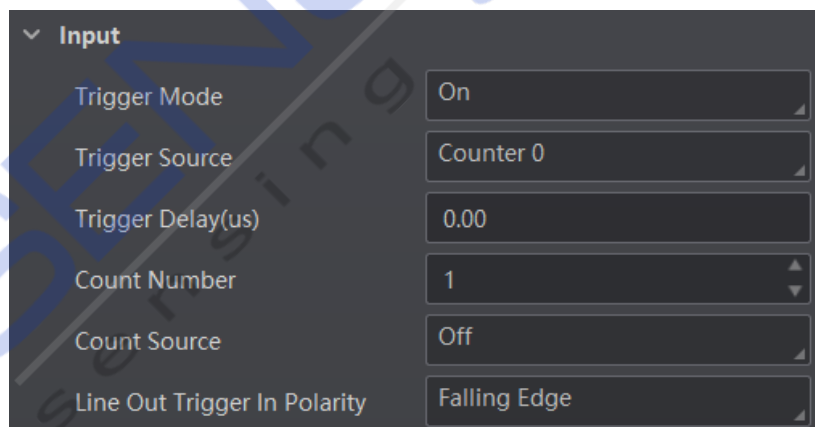 Input
Trigger Mode On
Trigger Source Counter 0
Trigger Delay(us) 0.00
Count Number 1
Count Source Off
Line Out Trigger In Polarity Falling Edge
sensing